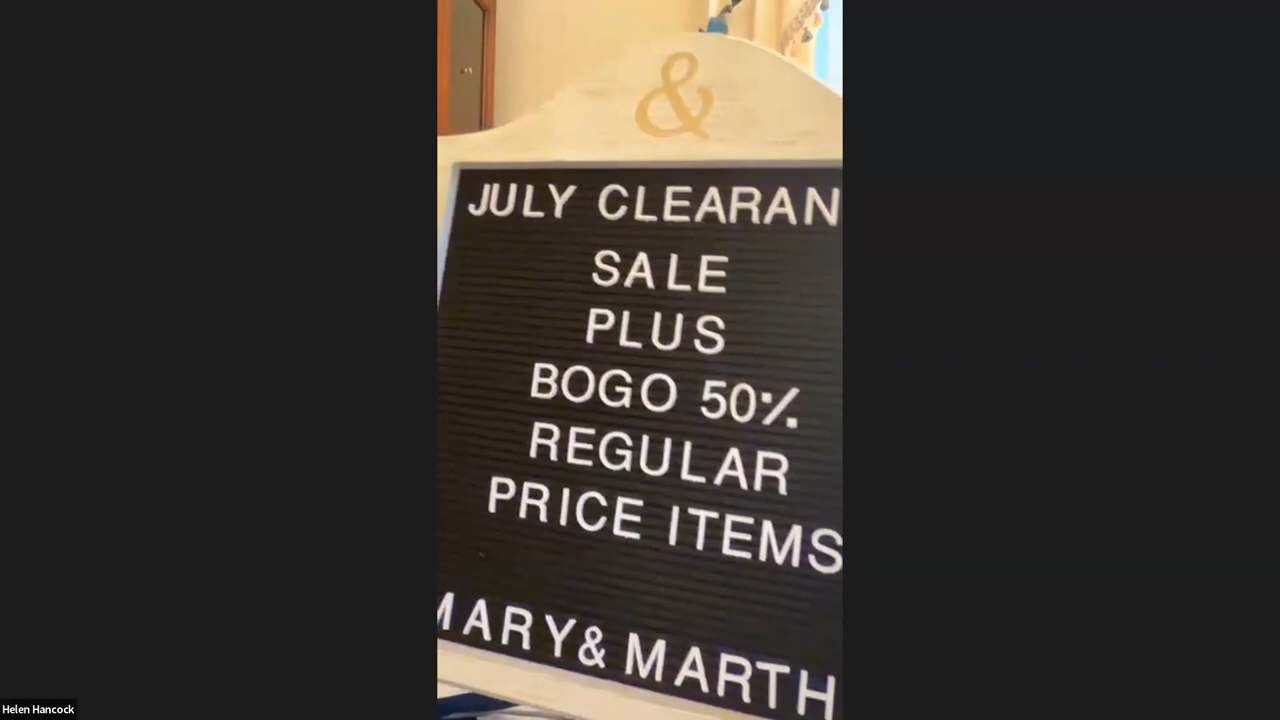 &
JULY CLEARAN
SALE
PLUS
BOGO 50%
REGULAR
PRICE ITEMS
MARY& MARTH
Helen Hancock